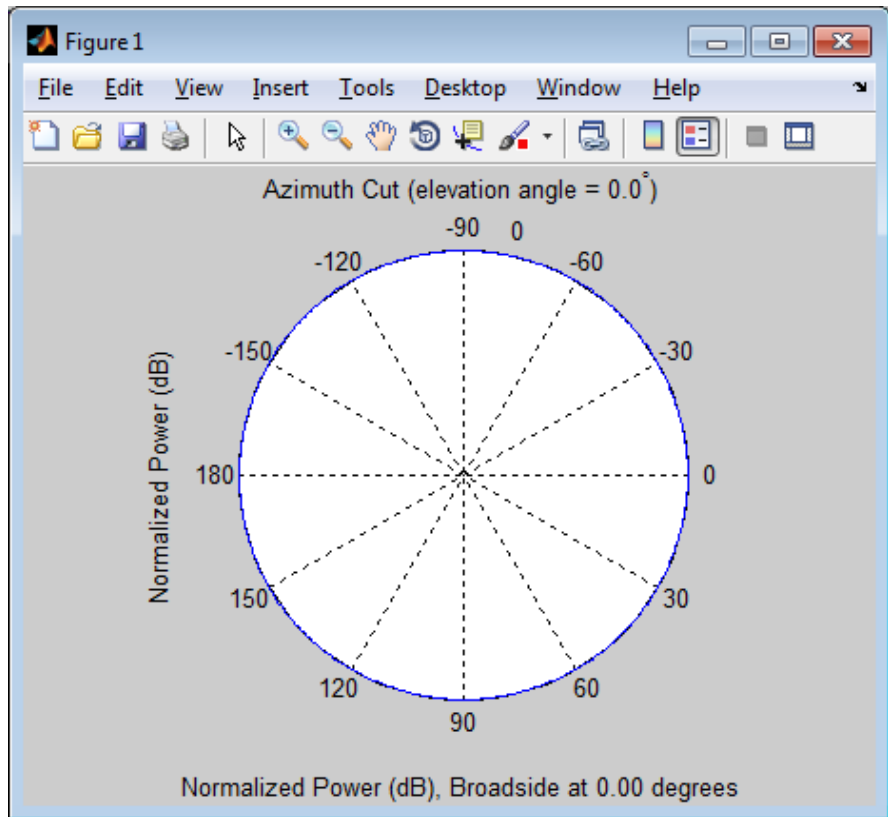 Figure 1
File Edit View Insert Tools Desktop Window Help
Azimuth Cut (elevation angle = 0.0°)
-90 0
-120 -60
-150 -30
Normalized Power (dB)
180 0
150 30
120 60
90
Normalized Power (dB), Broadside at 0.00 degrees